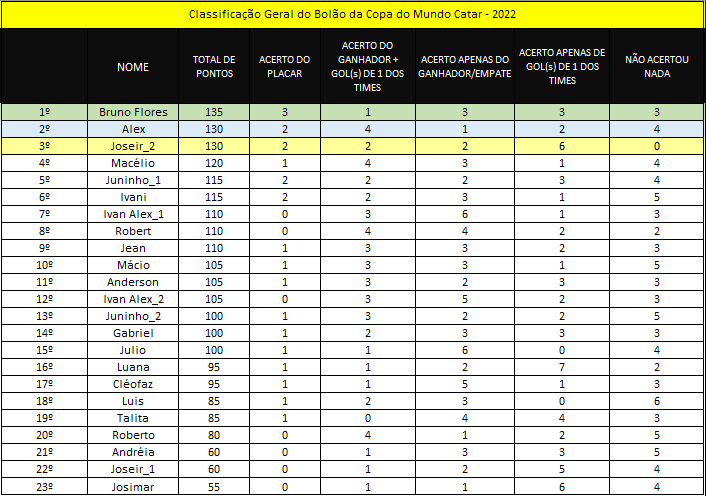 Classificação Geral do Bolão da Copa do Mundo Catar - 2022
NOME TOTAL DE PONTOS ACERTO DO PLACAR ACERTO DO GANHADOR + GOL(s) DE 1 DOS TIMES ACERTO APENAS DO GANHADOR/EMPATE ACERTO APENAS DE GOL(s) DE 1 DOS TIMES NÃO ACERTOU NADA
1º Bruno Flores 135 3 1 3 3 3
2º Alex 130 2 4 1 2 4
3º Joseir_2 130 2 2 2 6 0
4º Macélio 120 1 4 3 1 4
5º Juninho_1 115 2 2 2 3 4
6º Ivani 115 2 2 3 1 5
7º Ivan Alex_1 110 0 3 6 1 3
8º Robert 110 0 4 4 2 2
9º Jean 110 1 3 3 2 3
10º Mácio 105 1 3 3 1 5
11º Anderson 105 1 3 2 3 3
12º Ivan Alex_2 105 0 3 5 2 3
13º Juninho_2 100 1 3 2 2 5
14º Gabriel 100 1 2 3 3 3
15º Julio 100 1 1 6 0 4
16º Luana 95 1 1 2 7 2
17º Cléofaz 95 1 1 5 1 3
18º Luis 85 1 2 3 0 6
19º Talita 85 1 0 4 4 3
20º Roberto 80 0 4 1 2 5
21º Andréia 60 0 1 3 3 5
22º Joseir_1 60 0 1 2 5 4
23º Josimar 55 0 1 1 6 4